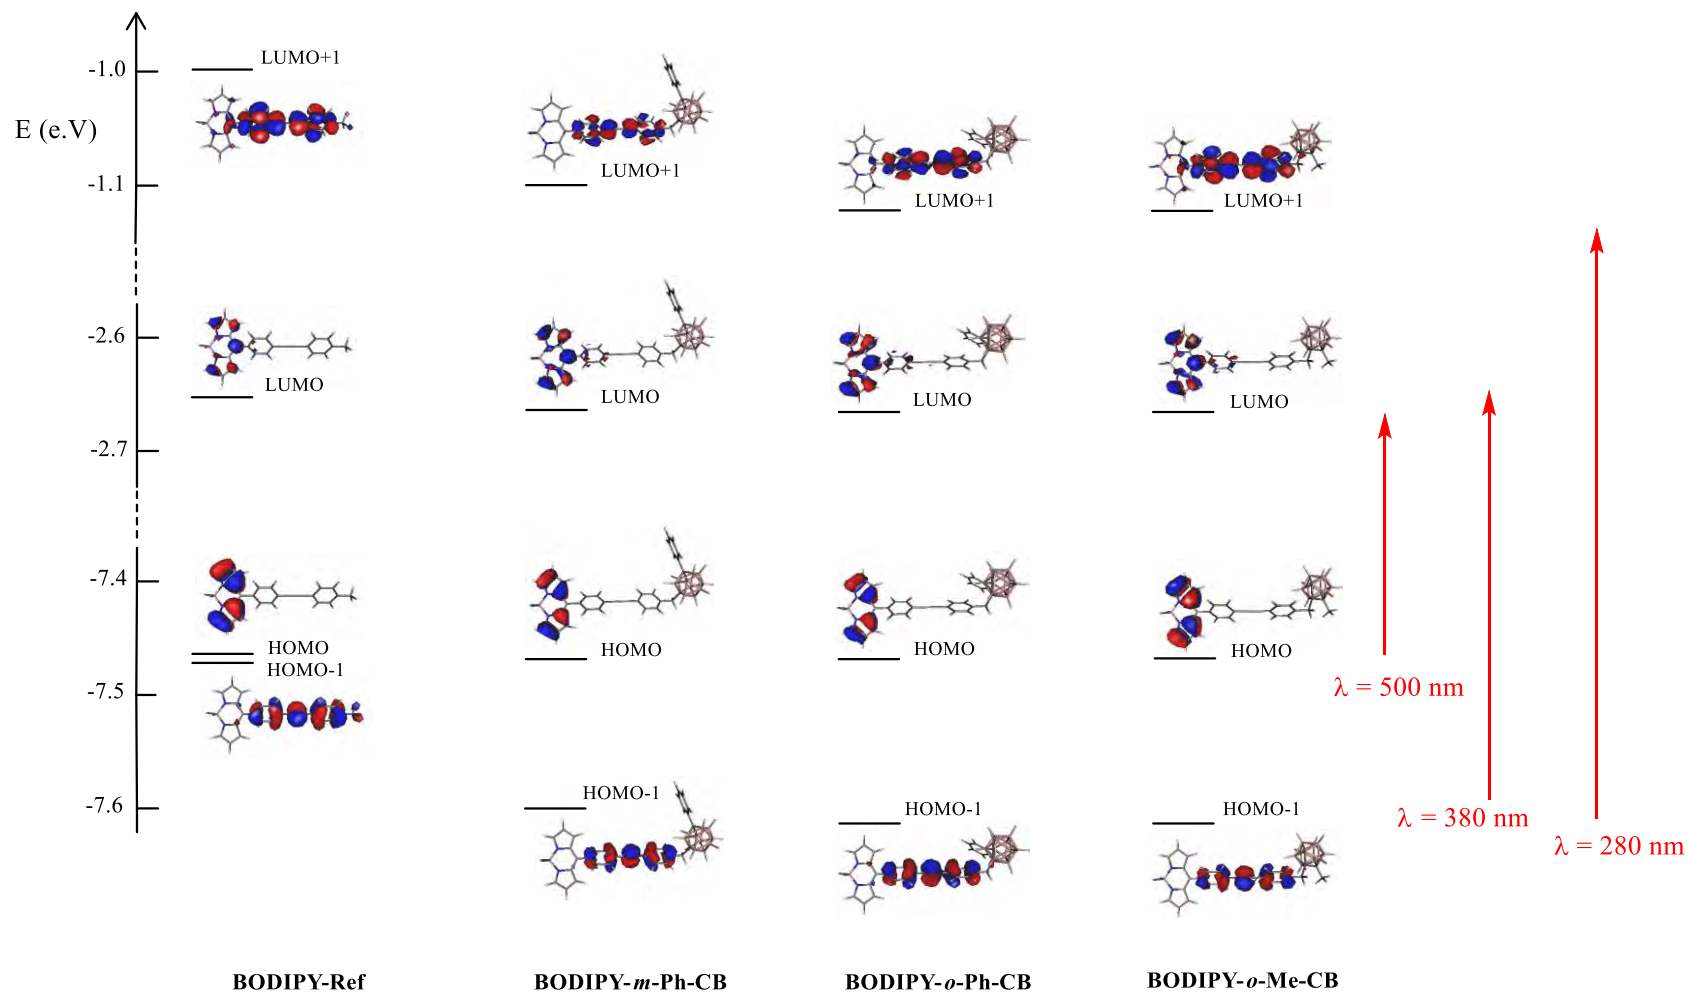 LUMO+1
-1.0
E (e.V)
LUMO+1
-1.1
LUMO+1
LUMO+1
-2.6
LUMO
LUMO
LUMO
LUMO
-2.7
-7.4
HOMO
HOMO-1
HOMO
HOMO
HOMO
-7.5
λ = 500 nm
-7.6
HOMO-1
HOMO-1
HOMO-1
λ = 380 nm
λ = 280 nm
BODIPY-Ref
BODIPY-m-Ph-CB
BODIPY-o-Ph-CB
BODIPY-o-Me-CB